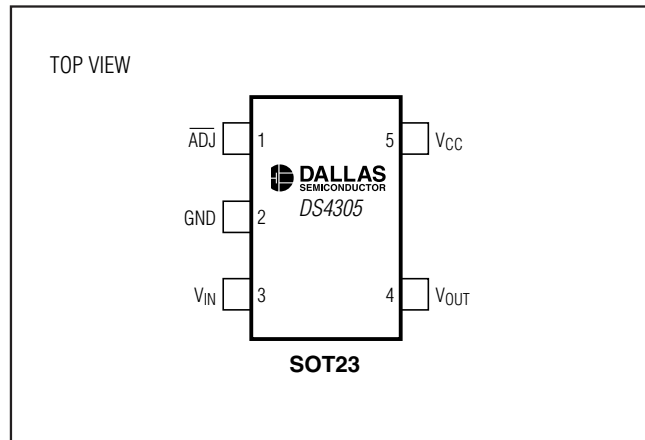 TOP VIEW
ADJ 1 5 VCC
DALLAS
SEMICONDUCTOR
DS4305
GND 2
VIN 3 4 VOUT
SOT23